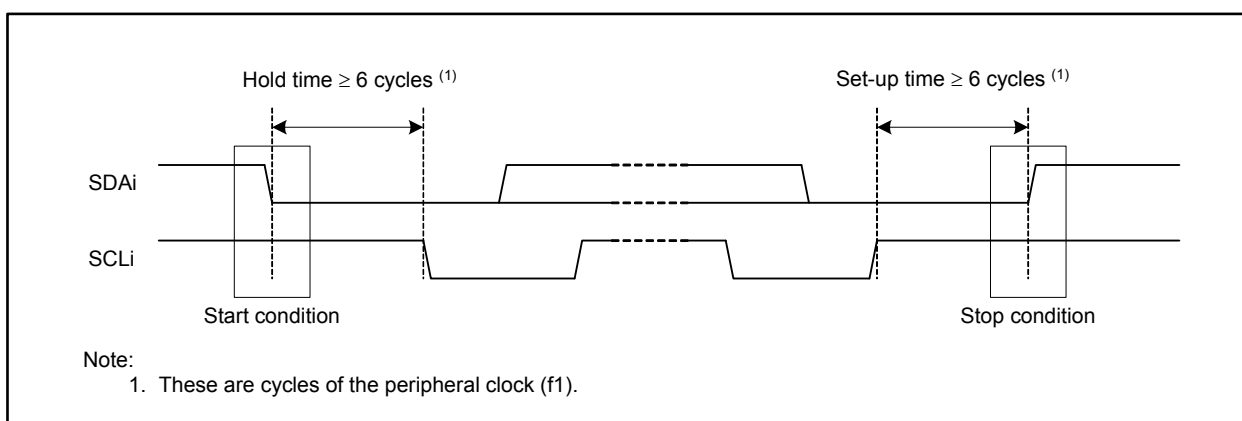 Hold time ≥ 6 cycles (1)
Set-up time ≥ 6 cycles (1)
SDAi
SCLi
Start condition
Stop condition
Note:
1. These are cycles of the peripheral clock (f1).